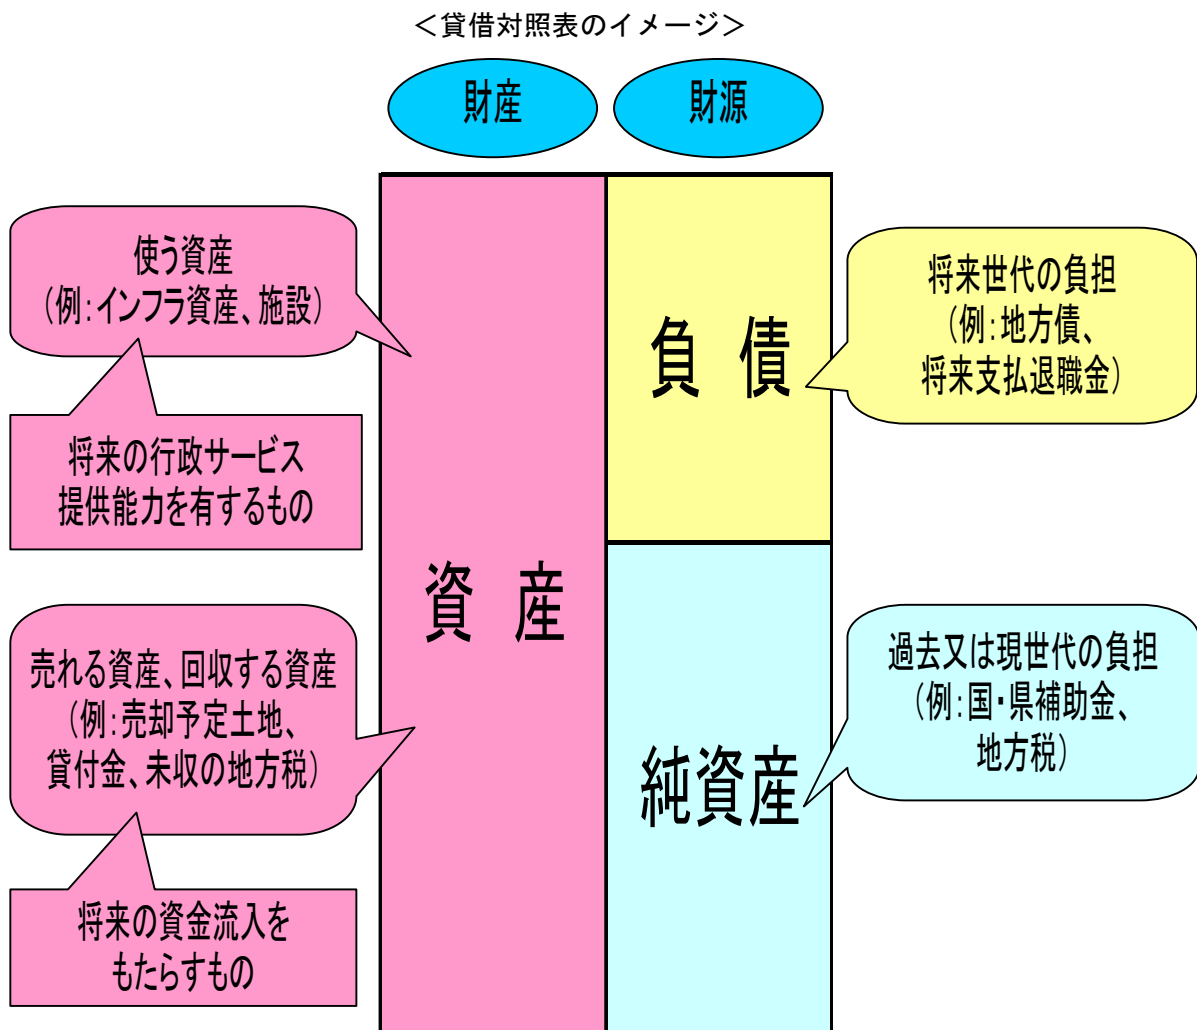 ＜貸借対照表のイメージ＞
財産
財源
使う資産
（例：インフラ資産、施設）
将来の行政サービス
提供能力を有するもの
売れる資産、回収する資産
（例：売却予定土地、
貸付金、未収の地方税）
将来の資金流入を
もたらすもの
資 産
負 債
純資産
将来世代の負担
（例：地方債、
将来支払退職金）
過去又は現世代の負担
（例：国・県補助金、
地方税）